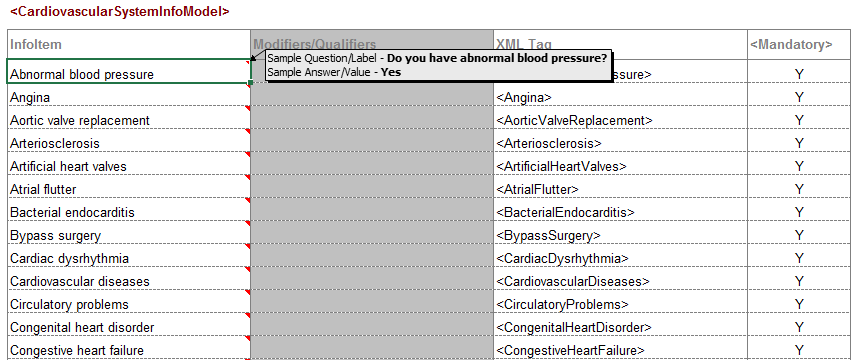 <CardiovascularSystemInfoModel>
InfoItem Modifiers/Qualifiers XML Tag <Mandatory>
Sample Question/Label - Do you have abnormal blood pressure?
Sample Answer/Value - Yes
Abnormal blood pressure ssure> Y
Angina <Angina> Y
Aortic valve replacement <AorticValveReplacement> Y
Arteriosclerosis <Arteriosclerosis> Y
Artificial heart valves <ArtificialHeartValves> Y
Atrial flutter <AtrialFlutter> Y
Bacterial endocarditis <BacterialEndocarditis> Y
Bypass surgery <BypassSurgery> Y
Cardiac dysrhythmia <CardiacDysrhythmia> Y
Cardiovascular diseases <CardiovascularDiseases> Y
Circulatory problems <CirculatoryProblems> Y
Congenital heart disorder <CongenitalHeartDisorder> Y
Congestive heart failure <CongestiveHeartFailure> Y